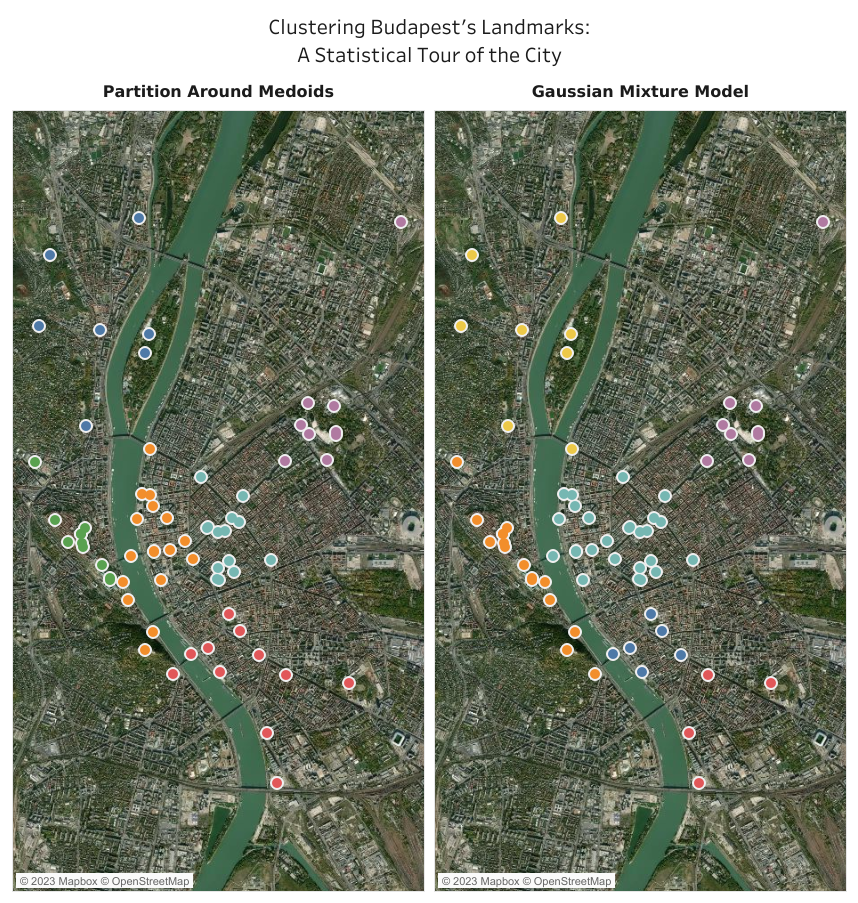 Clustering Budapest's Landmarks:
A Statistical Tour of the City
Partition Around Medoids
Gaussian Mixture Model
© 2023 Mapbox © OpenStreetMap
© 2023 Mapbox © OpenStreetMap